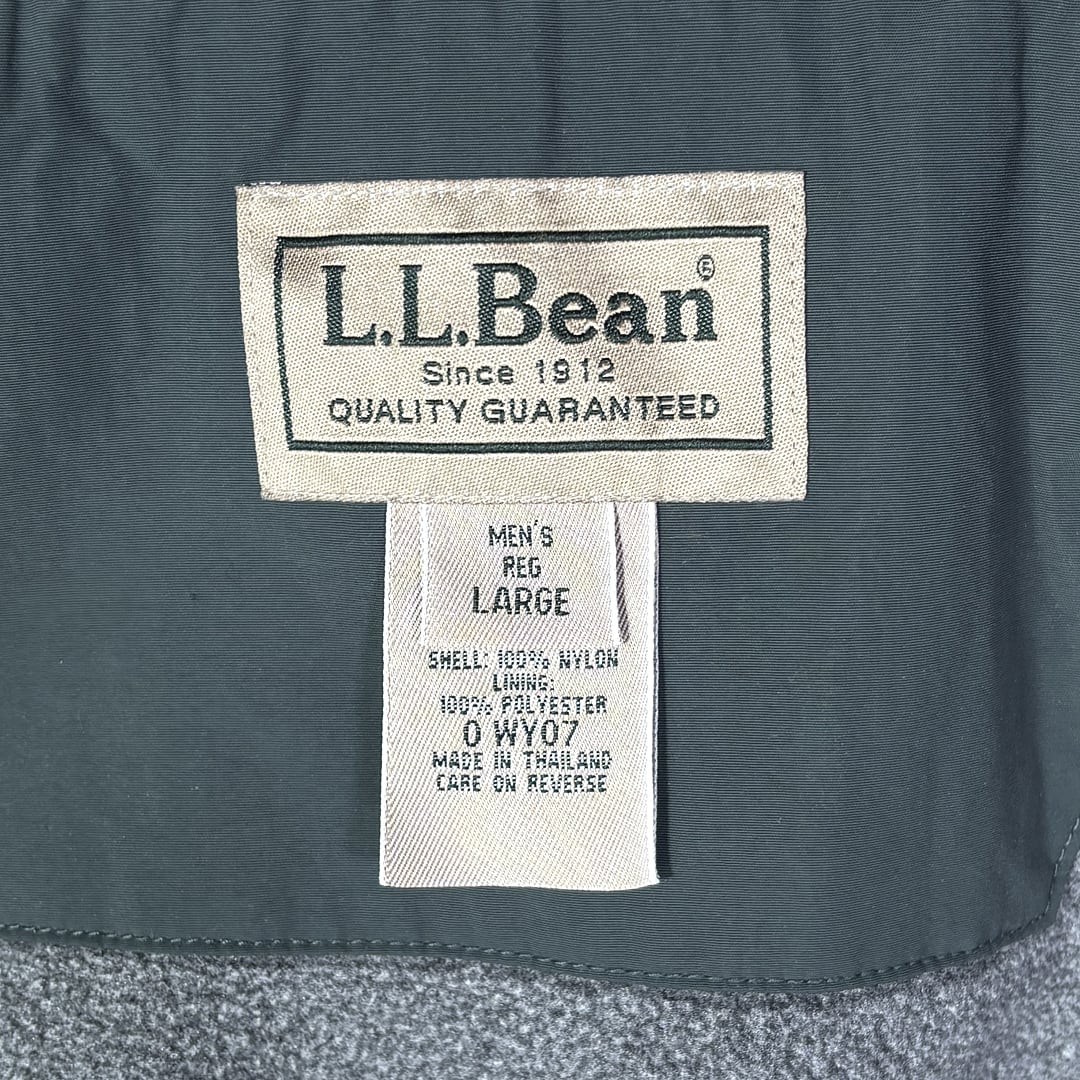 L.L.Bean®
Since 1912
QUALITY GUARANTEED
MEN'S
REG
LARGE
SHELL: 100% NYLON
LINING:
100% POLYESTER
0 WY07
MADE IN THAILAND
CARE ON REVERSE